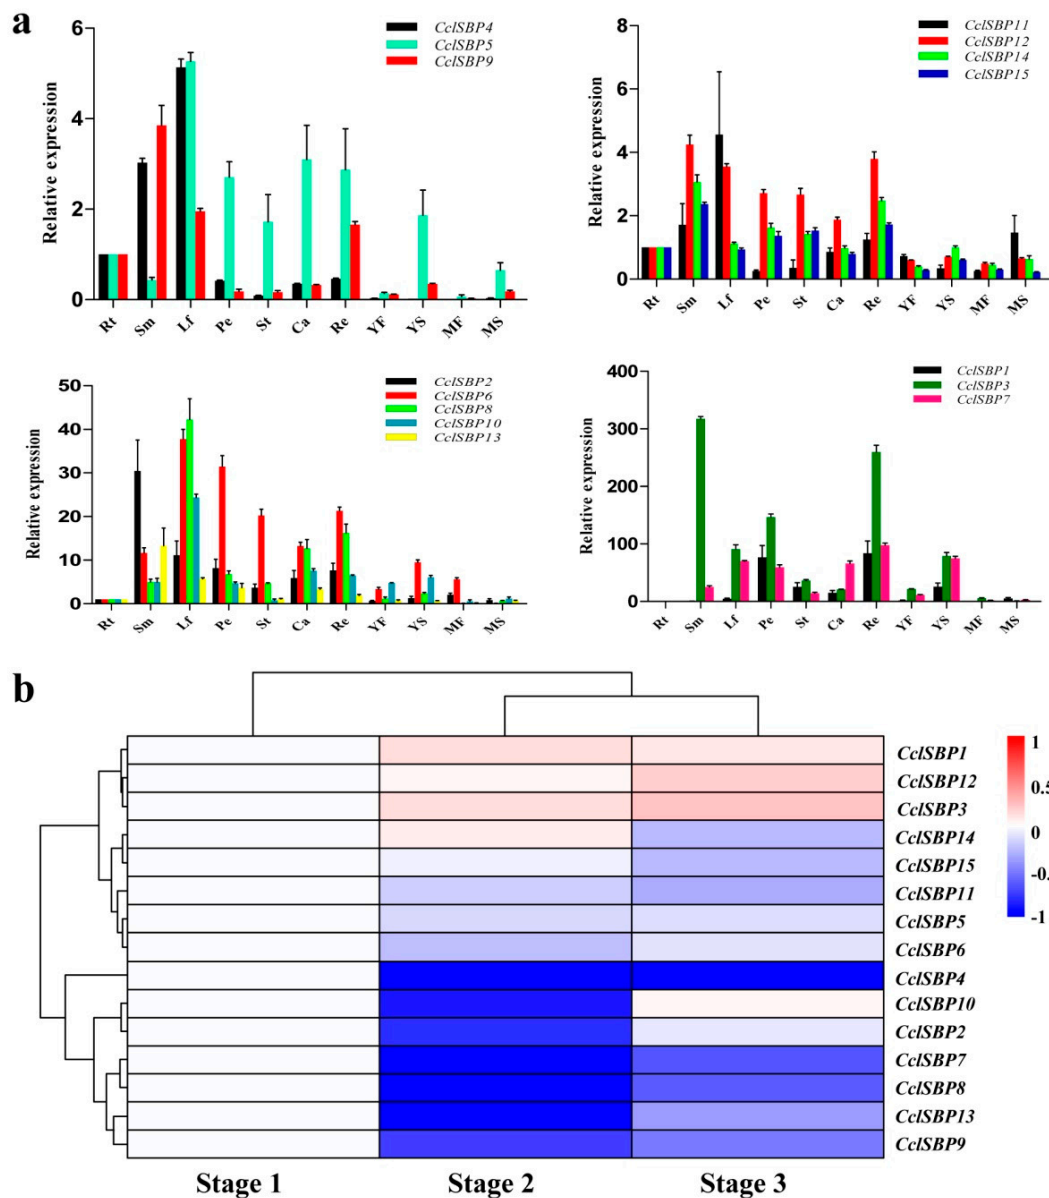 a
Relative expression
6
4
2
0
CclSBP4
CclSBP5
CclSBP9
Rt Sm Lf Pe St Ca Re YF YS MF MS
Relative expression
8
6
4
2
0
CclSBP11
CclSBP12
CclSBP14
CclSBP15
Rt Sm Lf Pe St Ca Re YF YS MF MS
Relative expression
50
40
30
20
10
0
CclSBP2
CclSBP6
CclSBP8
CclSBP10
CclSBP13
Rt Sm Lf Pe St Ca Re YF YS MF MS
Relative expression
400
300
200
100
0
CclSBP1
CclSBP3
CclSBP7
Rt Sm Lf Pe St Ca Re YF YS MF MS
b
CclSBP1
CclSBP12
CclSBP3
CclSBP14
CclSBP15
CclSBP11
CclSBP5
CclSBP6
CclSBP4
CclSBP10
CclSBP2
CclSBP7
CclSBP8
CclSBP13
CclSBP9
1
0.5
0
-0.
-1
Stage 1 Stage 2 Stage 3